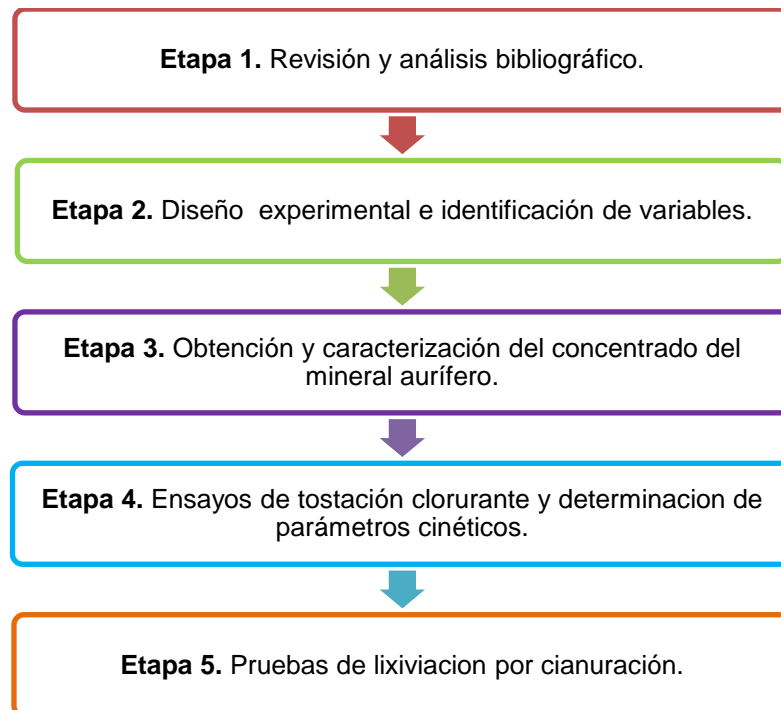 Etapa 1. Revisión y análisis bibliográfico.
Etapa 2. Diseño experimental e identificación de variables.
Etapa 3. Obtención y caracterización del concentrado del
mineral aurífero.
Etapa 4. Ensayos de tostación clorurante y determinacion de
parámetros cinéticos.
Etapa 5. Pruebas de lixiviacion por cianuración.